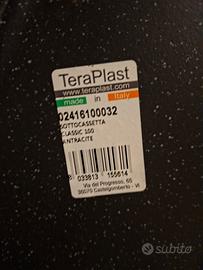 TeraPlast
www.teraplast.com
made in Italy
02416100032
SOTTOCASSETTA
CLASSIC 100
ANTRACITE
8 033813 155614
Via del Progresso, 65
36070 Castelgomberto - VI
subito